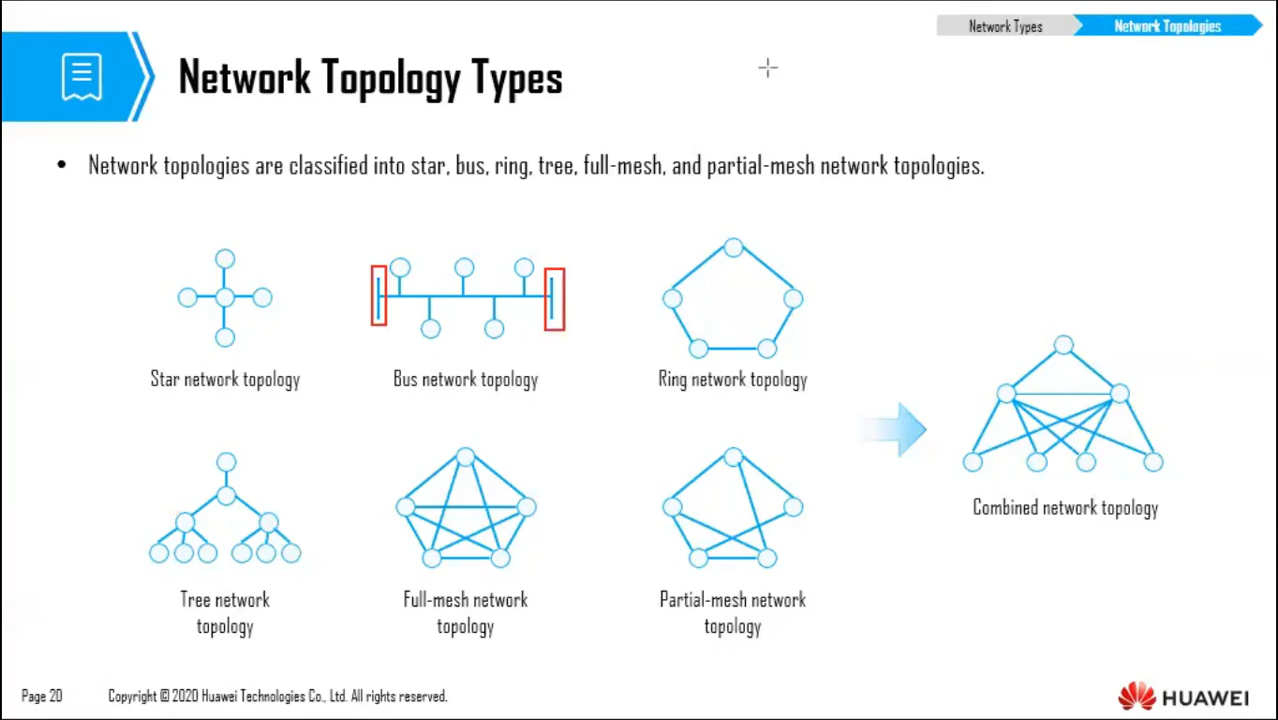 Network Types
Network Topologies
Network Topology Types
• Network topologies are classified into star, bus, ring, tree, full-mesh, and partial-mesh network topologies.
Star network topology
Bus network topology
Ring network topology
Tree network
topology
Full-mesh network
topology
Partial-mesh network
topology
Combined network topology
Page 20
Copyright © 2020 Huawei Technologies Co., Ltd. All rights reserved.
HUAWEI